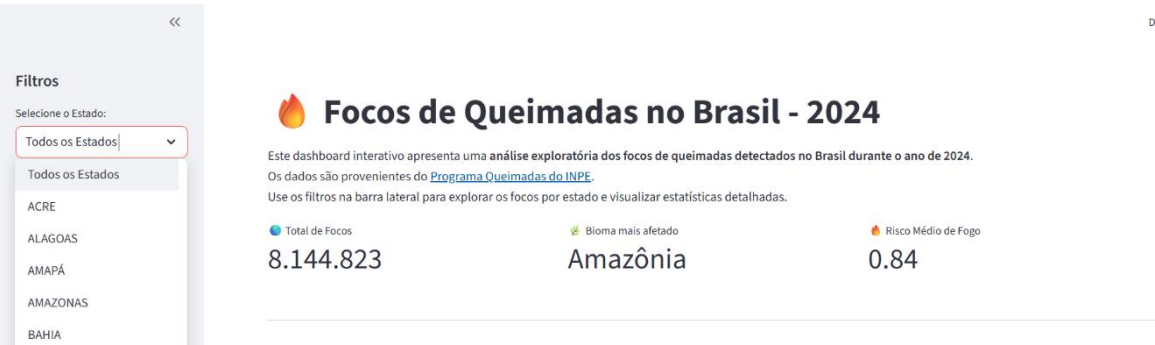 Filtros
Selecione o Estado:
Todos os Estados
Todos os Estados
ACRE
ALAGOAS
AMAPÁ
AMAZONAS
BAHIA
D
Focos de Queimadas no Brasil - 2024
Este dashboard interativo apresenta uma análise exploratória dos focos de queimadas detectados no Brasil durante o ano de 2024.
Os dados são provenientes do Programa Queimadas do INPE.
Use os filtros na barra lateral para explorar os focos por estado e visualizar estatísticas detalhadas.
Total de Focos
8.144.823
Bioma mais afetado
Amazônia
Risco Médio de Fogo
0.84